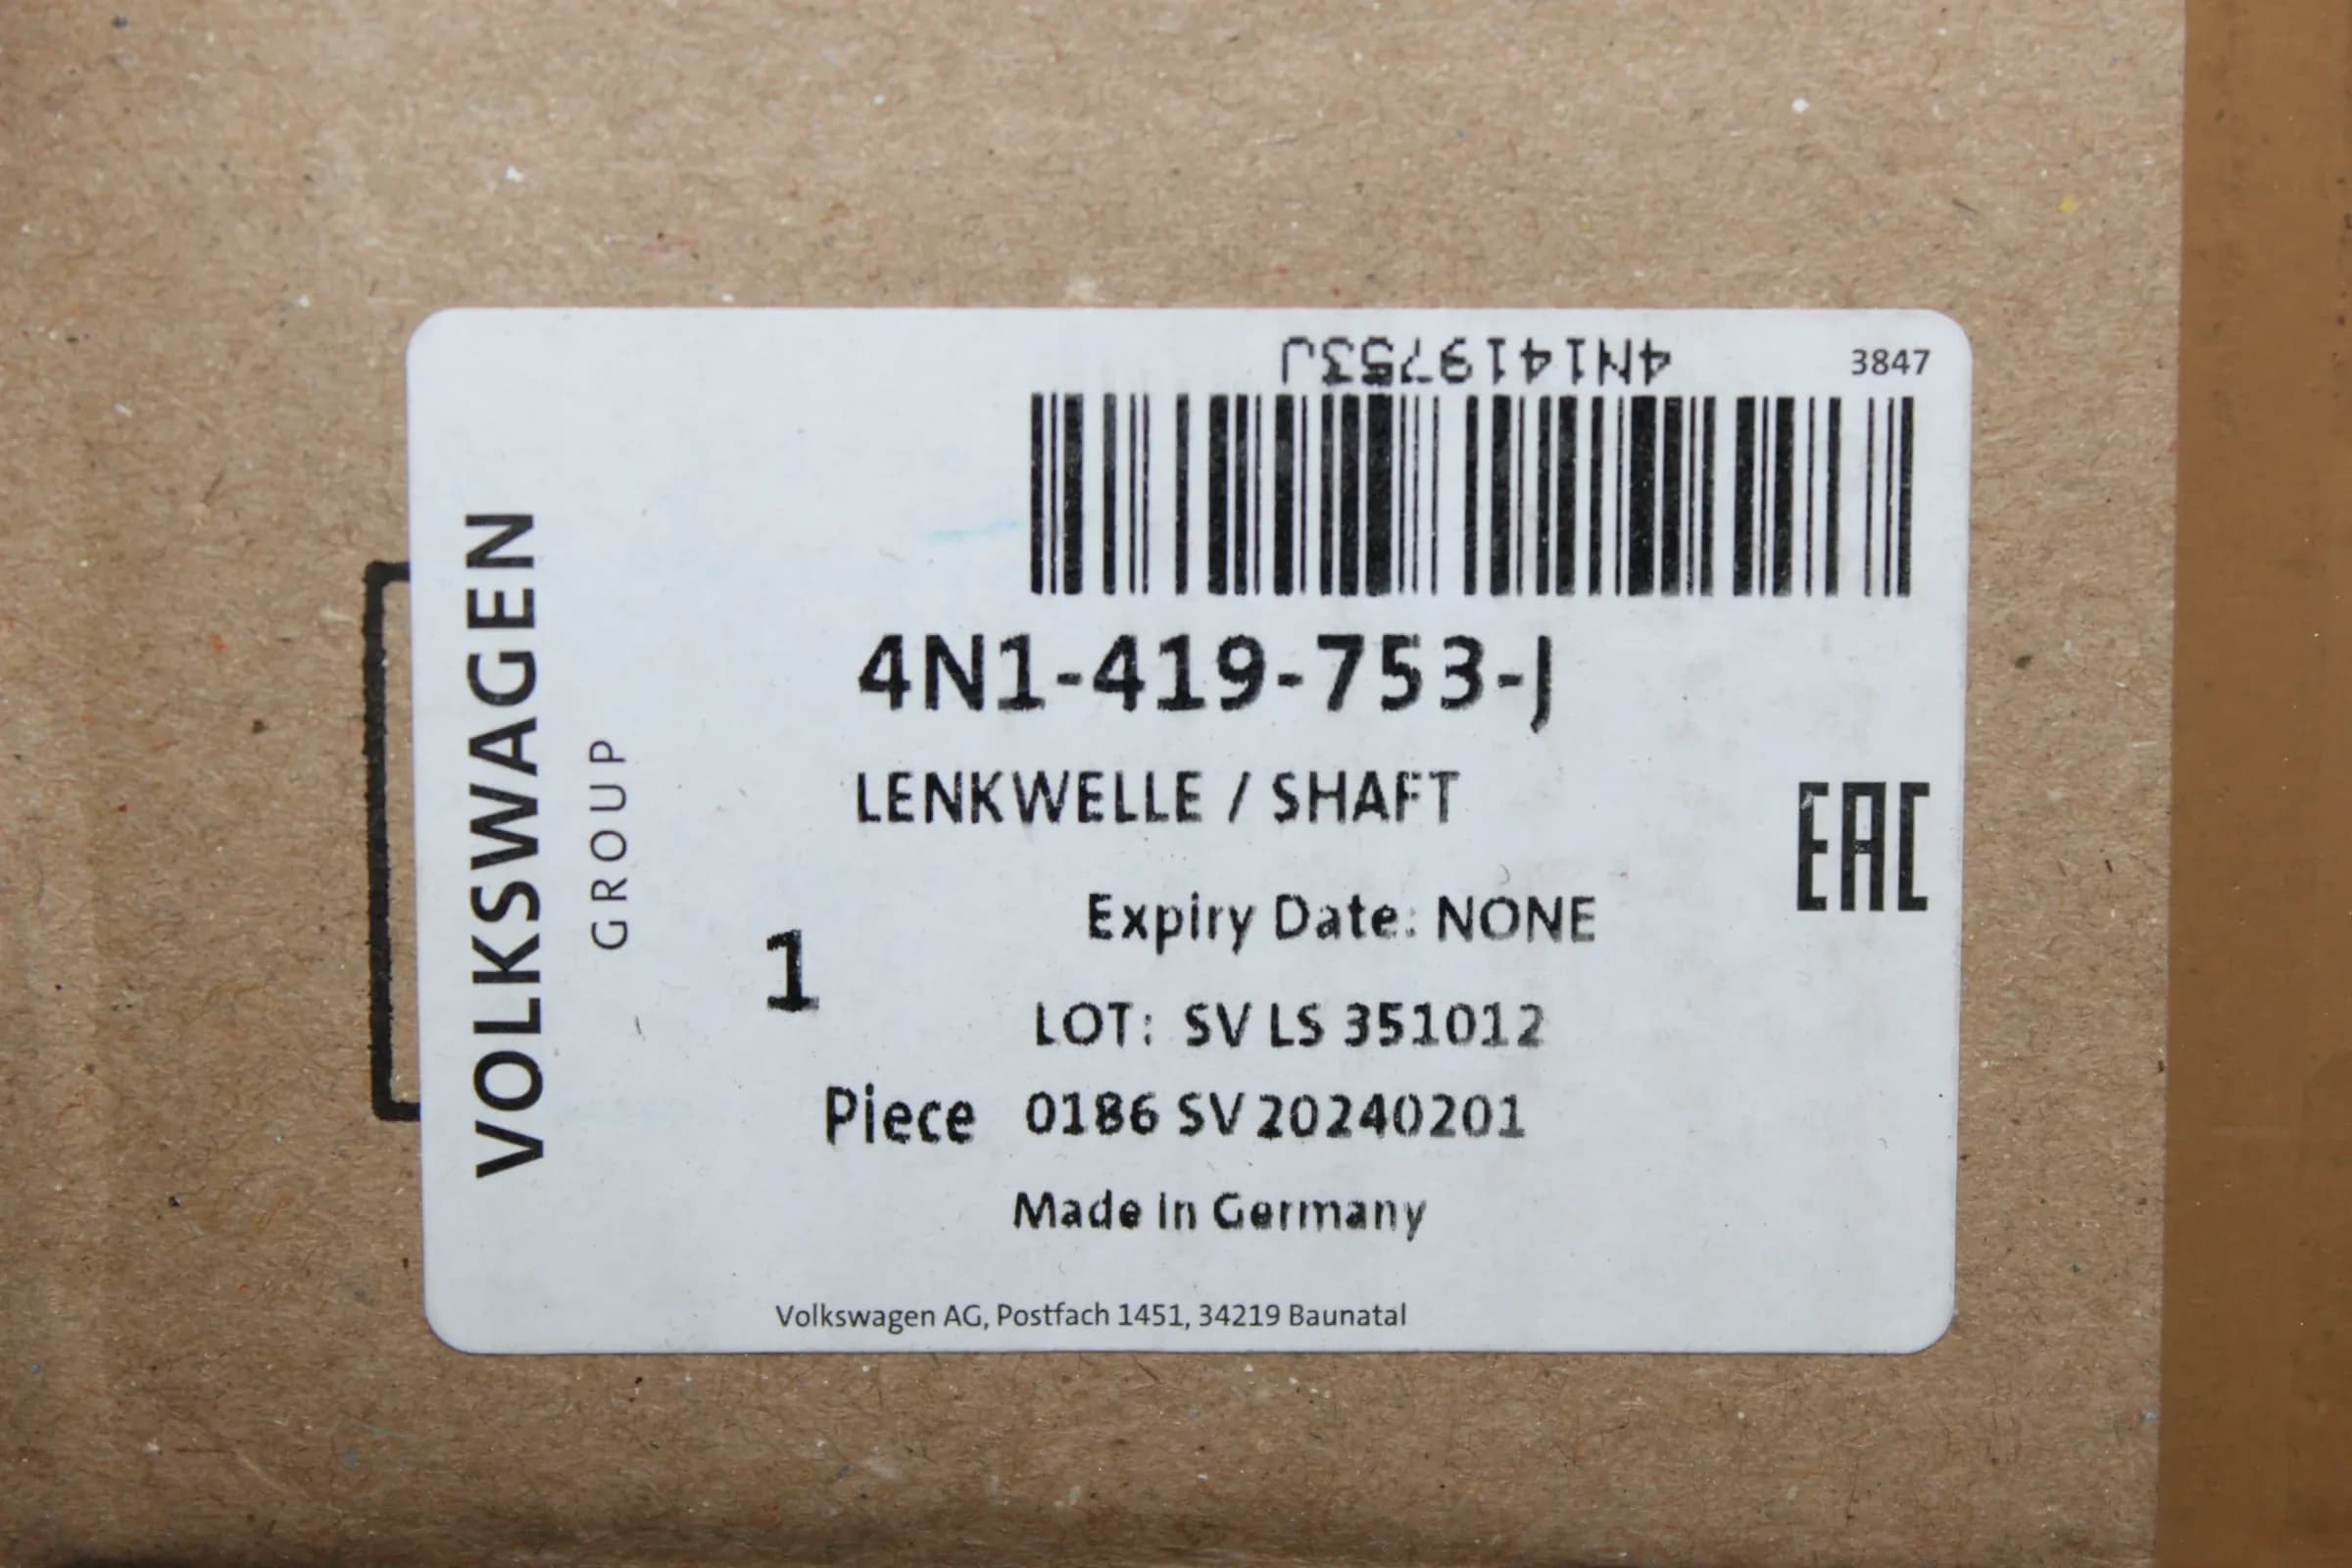 4N1419753J
3847
4N1-419-753-J
LENKWELLE / SHAFT
EAC
Expiry Date: NONE
1
LOT: SV LS 351012
Piece 0186 SV 20240201
Made in Germany
Volkswagen AG, Postfach 1451, 34219 Baunatal
VOLKSWAGEN
GROUP